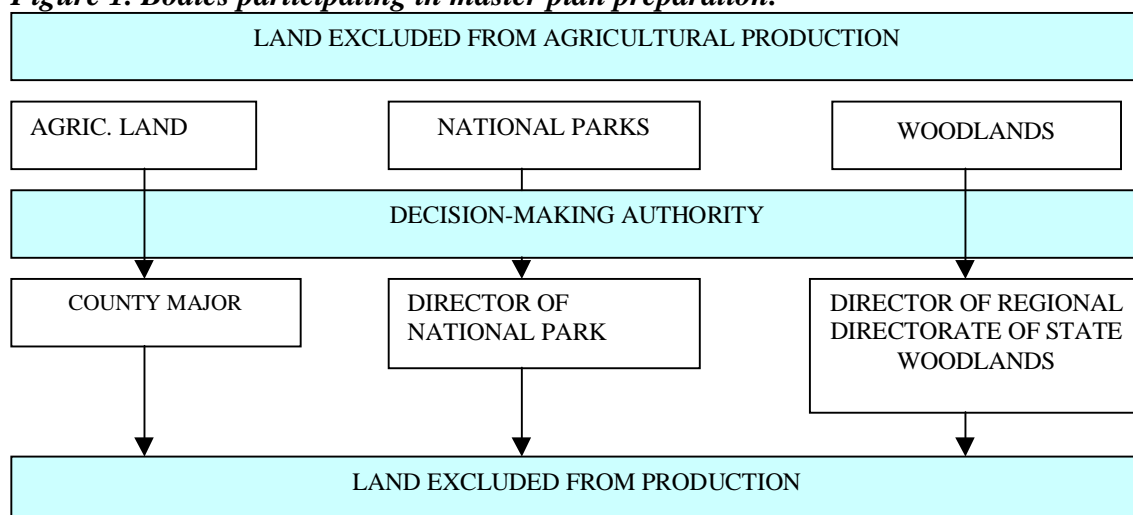 Figure 1. Bodies participating in master plan preparation.
LAND EXCLUDED FROM AGRICULTURAL PRODUCTION
AGRIC. LAND
NATIONAL PARKS
WOODLANDS
DECISION-MAKING AUTHORITY
COUNTY MAJOR
DIRECTOR OF
NATIONAL PARK
DIRECTOR OF REGIONAL
DIRECTORATE OF STATE
WOODLANDS
LAND EXCLUDED FROM PRODUCTION